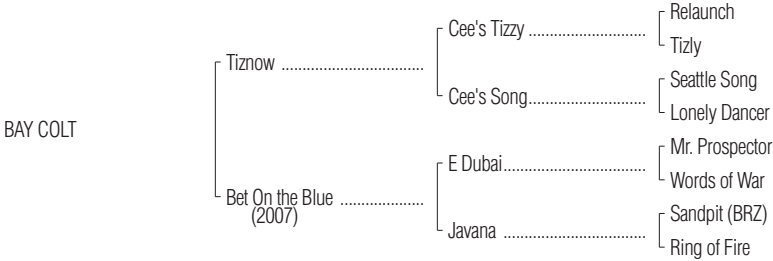 Relaunch
Cee's Tizzy ..............................
Tizly
Tiznow ....................................
Seattle Song
Cee's Song..............................
Lonely Dancer
BAY COLT
Mr. Prospector
E Dubai....................................
Words of War
Bet On the Blue .....................
(2007)
Sandpit (BRZ)
Javana ....................................
Ring of Fire